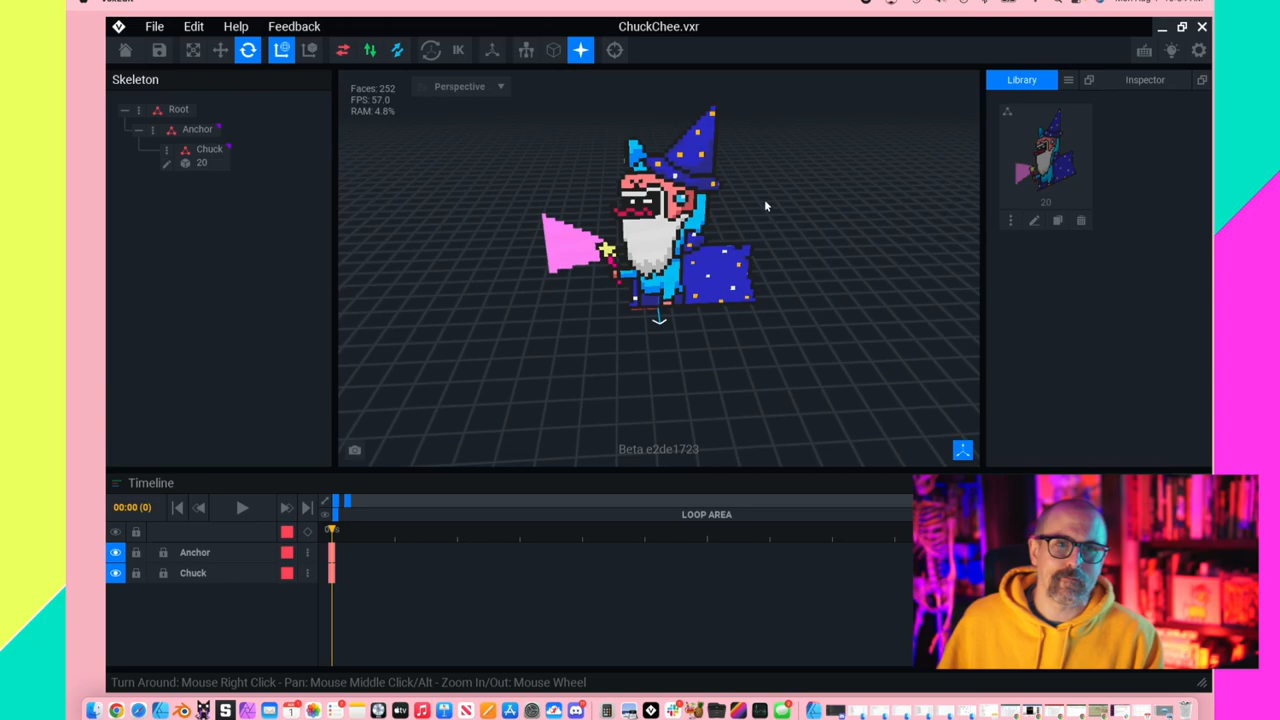 File Edit Help Feedback
ChuckChee.vxr
IK
Skeleton
Root
Anchor
Chuck
20
Faces: 252
FPS: 57.0
RAM: 4.8%
Perspective
Beta e2de1723
Library
Inspector
20
Timeline
00:00 (0)
LOOP AREA
Anchor
Chuck
Turn Around: Mouse Right Click - Pan: Mouse Middle Click/Alt - Zoom In/Out: Mouse Wheel